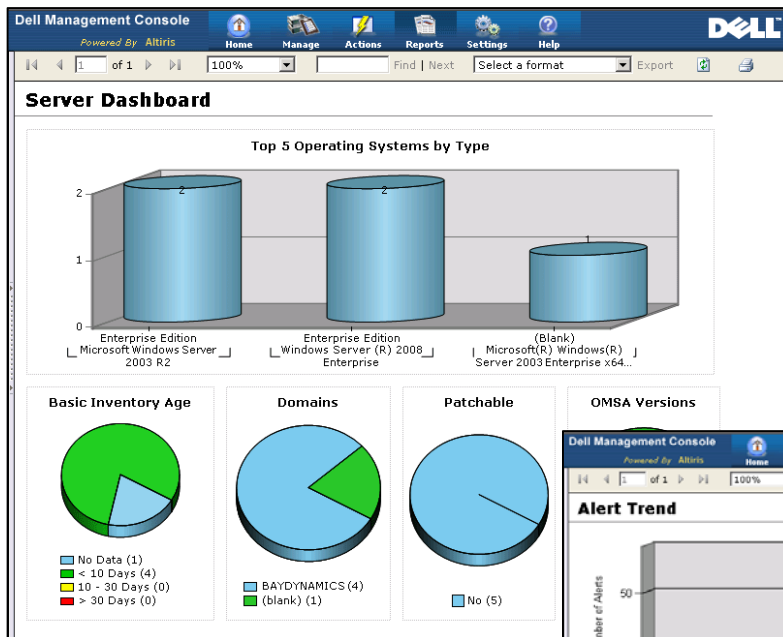 Dell Management Console
Powered By Altiris
Home Manage Actions Reports Settings Help
DELL
1 of 1 100% Find | Next Select a format Export
Server Dashboard
Top 5 Operating Systems by Type
2
1
0
2
2
1
Enterprise Edition
Microsoft Windows Server
2003 R2
Enterprise Edition
Windows Server (R) 2008
Enterprise
(Blank)
Microsoft(R) Windows(R)
Server 2003 Enterprise x64...
Basic Inventory Age
No Data (1)
< 10 Days (4)
10 - 30 Days (0)
> 30 Days (0)
Domains
BAYDYNAMICS (4)
(blank) (1)
Patchable
No (5)
OMSA Versions
Dell Management Console
Powered By Altiris
Home
1 of 1 100%
Alert Trend
50
of Alerts